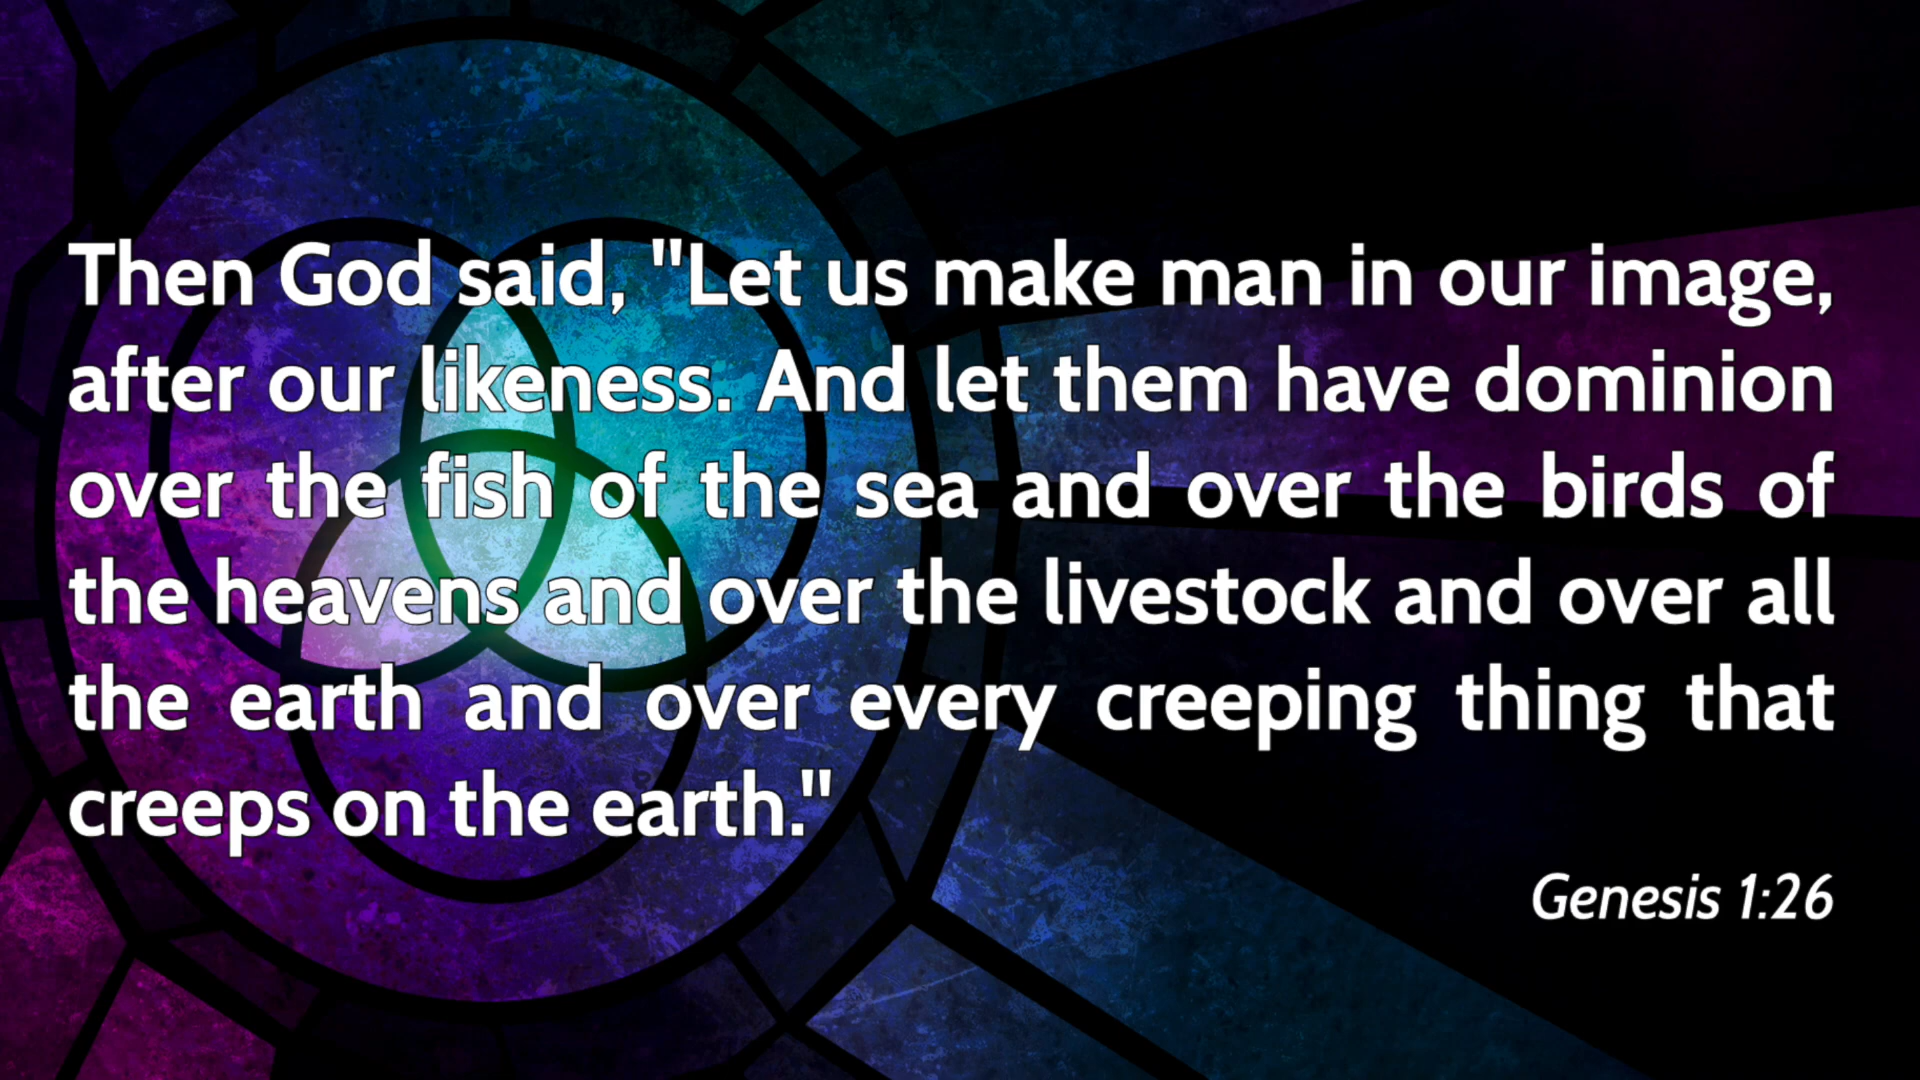 Then God said, "Let us make man in our image,
after our likeness. And let them have dominion
over the fish of the sea and over the birds of
the heavens and over the livestock and over all
the earth and over every creeping thing that
creeps on the earth."
Genesis 1:26